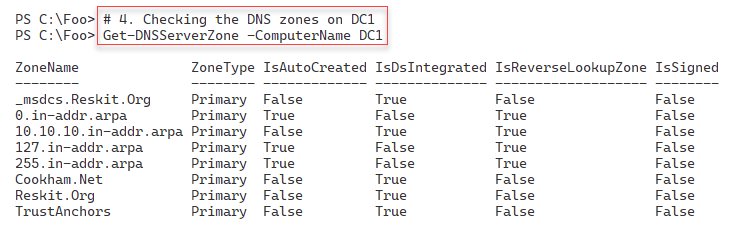 PS C:\Foo> # 4. Checking the DNS zones on DC1
PS C:\Foo> Get-DNSServerZone -ComputerName DC1
ZoneName ZoneType IsAutoCreated IsDsIntegrated IsReverseLookupZone IsSigned
-------- -------- ------------- -------------- ------------------- --------
_msdcs.Reskit.Org Primary False True False False
0.in-addr.arpa Primary True False True False
10.10.10.in-addr.arpa Primary False True True False
127.in-addr.arpa Primary True False True False
255.in-addr.arpa Primary True False True False
Cookham.Net Primary False True False False
Reskit.Org Primary False True False False
TrustAnchors Primary False True False False